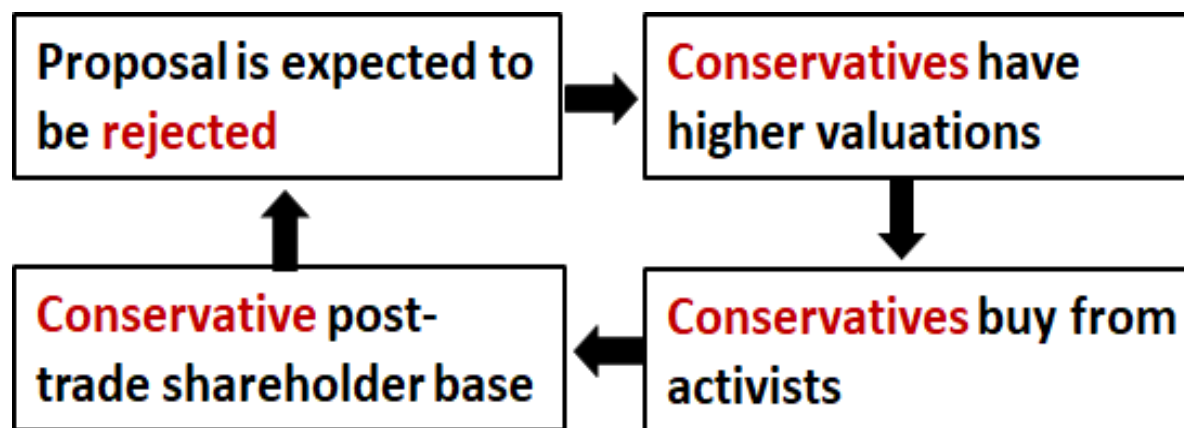 Proposal is expected to
be rejected
Conservatives have
higher valuations
Conservative post-
trade shareholder base
Conservatives buy from
activists